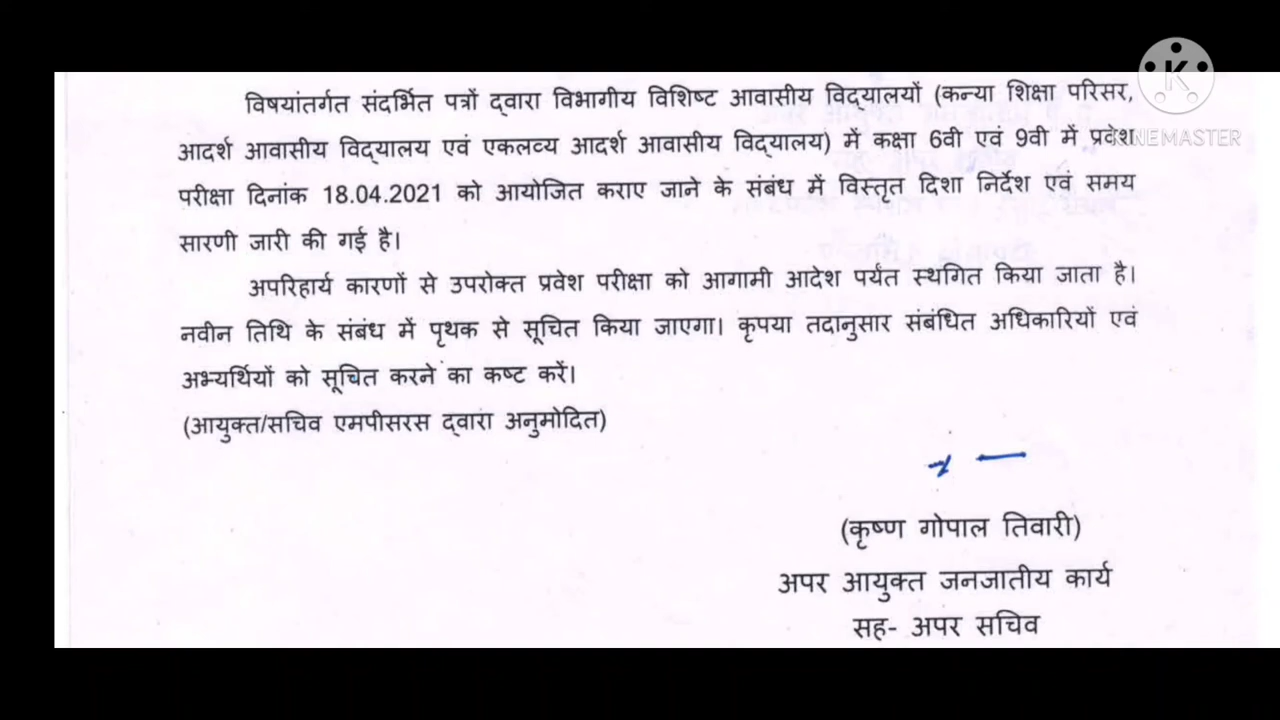 विषयांतर्गत संदर्भित पत्रों द्वारा विभागीय विशिष्ट आवासीय विद्यालयों (कन्या शिक्षा परिसर,
आदर्श आवासीय विद्यालय एवं एकलव्य आदर्श आवासीय विद्यालय) में कक्षा 6वी एवं 9वी में प्रवेश
परीक्षा दिनांक 18.04.2021 को आयोजित कराए जाने के संबंध में विस्तृत दिशा निर्देश एवं समय
सारणी जारी की गई है।
अपरिहार्य कारणों से उपरोक्त प्रवेश परीक्षा को आगामी आदेश पर्यंत स्थगित किया जाता है।
नवीन तिथि के संबंध में पृथक से सूचित किया जाएगा। कृपया तदानुसार संबंधित अधिकारियों एवं
अभ्यर्थियों को सूचित करने का कष्ट करें।
(आयुक्त/सचिव एमपीसरस द्वारा अनुमोदित)
(कृष्ण गोपाल तिवारी)
अपर आयुक्त जनजातीय कार्य
सह- अपर सचिव
K
KINEMASTER